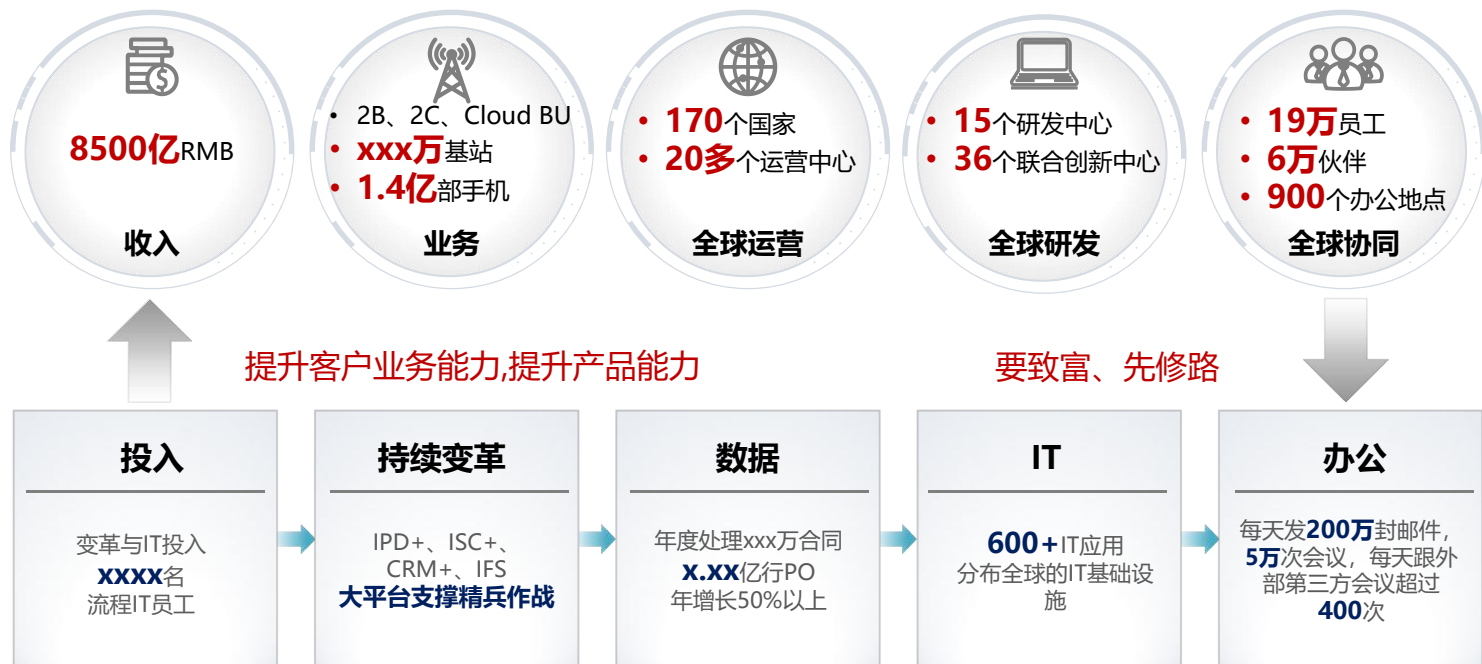 8500亿RMB
收入
• 2B、2C、Cloud BU
• xxx万基站
• 1.4亿部手机
业务
• 170个国家
• 20多个运营中心
全球运营
• 15个研发中心
• 36个联合创新中心
全球研发
• 19万员工
• 6万伙伴
• 900个办公地点
全球协同
提升客户业务能力,提升产品能力
要致富、先修路
投入
变革与IT投入
xxxx名
流程IT员工
持续变革
IPD+、ISC+、
CRM+、IFS
大平台支撑精兵作战
数据
年度处理xxx万合同
x.xx亿行PO
年增长50%以上
IT
600+IT应用
分布全球的IT基础设
施
办公
每天发200万封邮件，
5万次会议，每天跟外
部第三方会议超过
400次